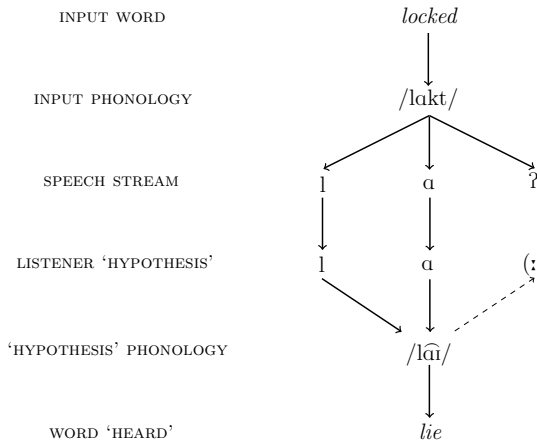 INPUT WORD locked
INPUT PHONOLOGY /lɑkt/
SPEECH STREAM l ɑ ʔ
LISTENER ‘HYPOTHESIS’ l ɑ (ː
‘HYPOTHESIS’ PHONOLOGY /lɑ͡ɪ/
WORD ‘HEARD’ lie